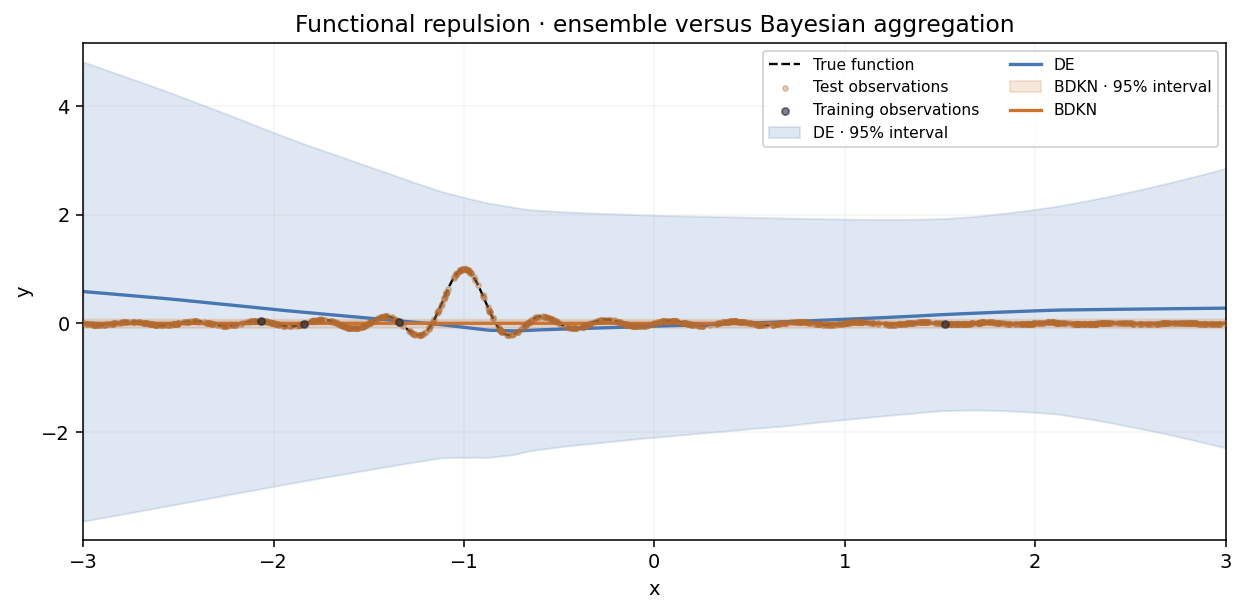 Functional repulsion · ensemble versus Bayesian aggregation
True function
Test observations
Training observations
DE · 95% interval
DE
BDKN · 95% interval
BDKN
y
4
2
0
−2
−3
−2
−1
0
1
2
3
x